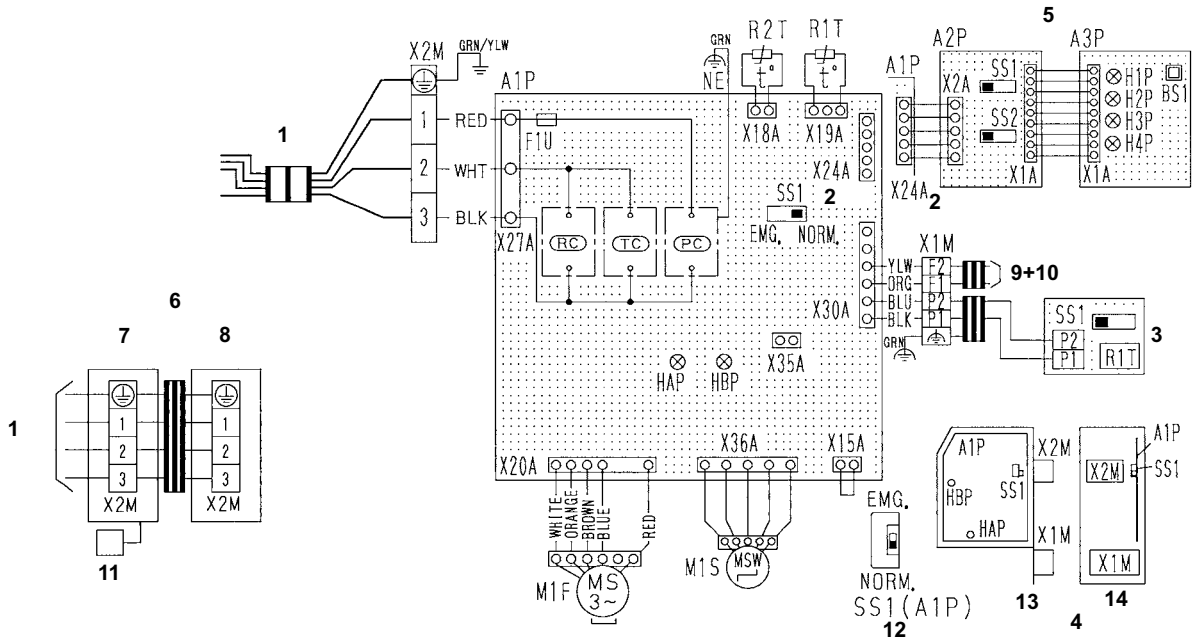 5
R2T R1T
X2M GRN/YLW
GRN
A2P A3P
A1P NE
A1P
SS1
X2A
H1P
BS1
H2P
1 RED
F1U
X18A X19A
SS2
H3P
H4P
1
X24A
2 WHT
SS1 2
X24A 2 X1A X1A
3 BLK
X27A
RC TC PC
EMG. NORM.
X1M
YLW F2
9+10
ORG F1
6
BLU P2
X30A
BLK P1
SS1
7 8
GRN
P2
3
X35A
P1 R1T
HAP HBP
1 1
1
2 2
A1P X2M A1P
3 3
X20A X36A X15A
X2M SS1
X2M X2M
SS1
EMG.
HBP
WHITE
ORANGE
BROWN
BLUE
RED
HAP X1M
11
M1S MSW
X1M
M1F MS
3~
NORM.
SS1(A1P)
13 14
12
4